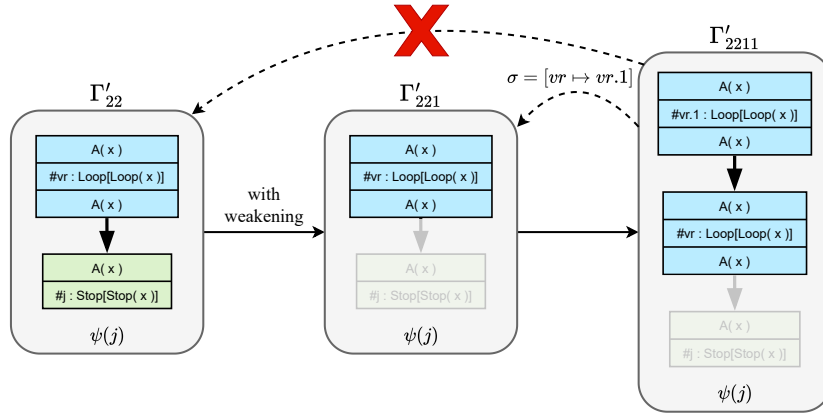 Γ′₂₂
A( x )
#vr : Loop[Loop( x )]
A( x )
A( x )
#j : Stop[Stop( x )]
ψ(j)
with
weakening
Γ′₂₂₁
A( x )
#vr : Loop[Loop( x )]
A( x )
A( x )
#j : Stop[Stop( x )]
ψ(j)
σ = [vr ↦ vr.1]
Γ′₂₂₁₁
A( x )
#vr.1 : Loop[Loop( x )]
A( x )
A( x )
#vr : Loop[Loop( x )]
A( x )
A( x )
#j : Stop[Stop( x )]
ψ(j)